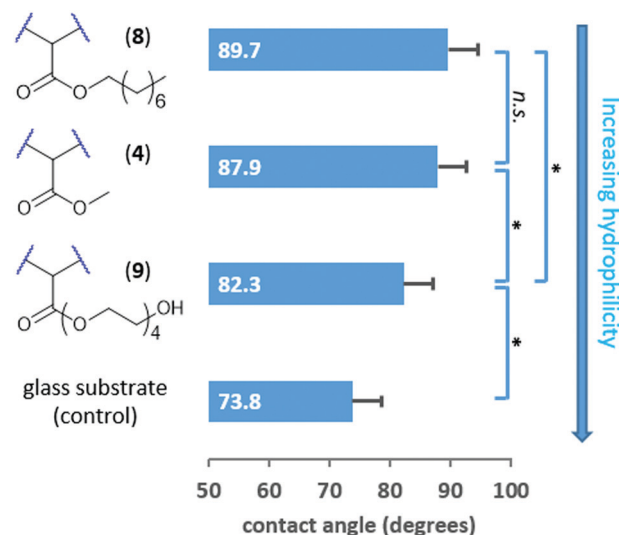 (8)
O
O
6
89.7
(4)
O
O
87.9
(9)
O
O
4
OH
82.3
glass substrate
(control)
73.8
n.s.
*
*
*
Increasing hydrophilicity
50 60 70 80 90 100
contact angle (degrees)